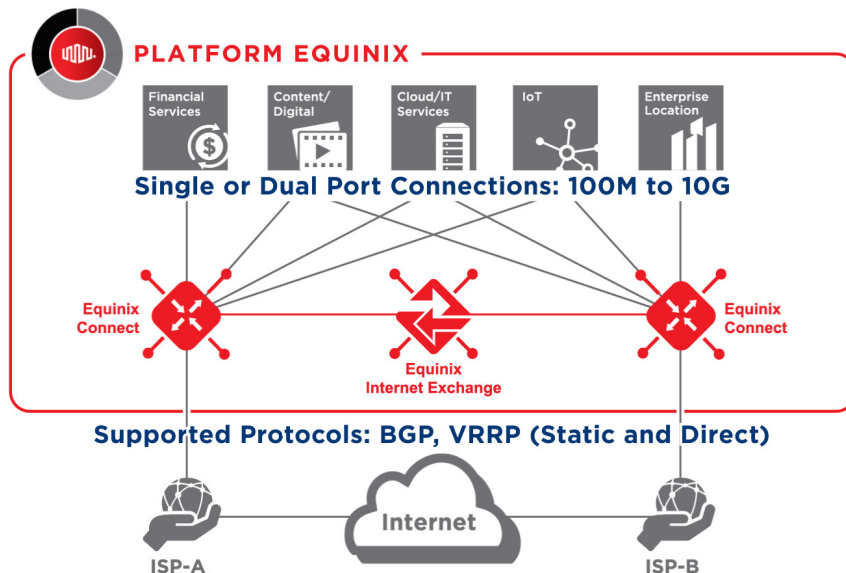 PLATFORM EQUINIX
Financial
Services
Content/
Digital
Cloud/IT
Services
IoT
Enterprise
Location
Single or Dual Port Connections: 100M to 10G
Equinix
Connect
Equinix
Internet Exchange
Equinix
Connect
Supported Protocols: BGP, VRRP (Static and Direct)
Internet
ISP-A
ISP-B